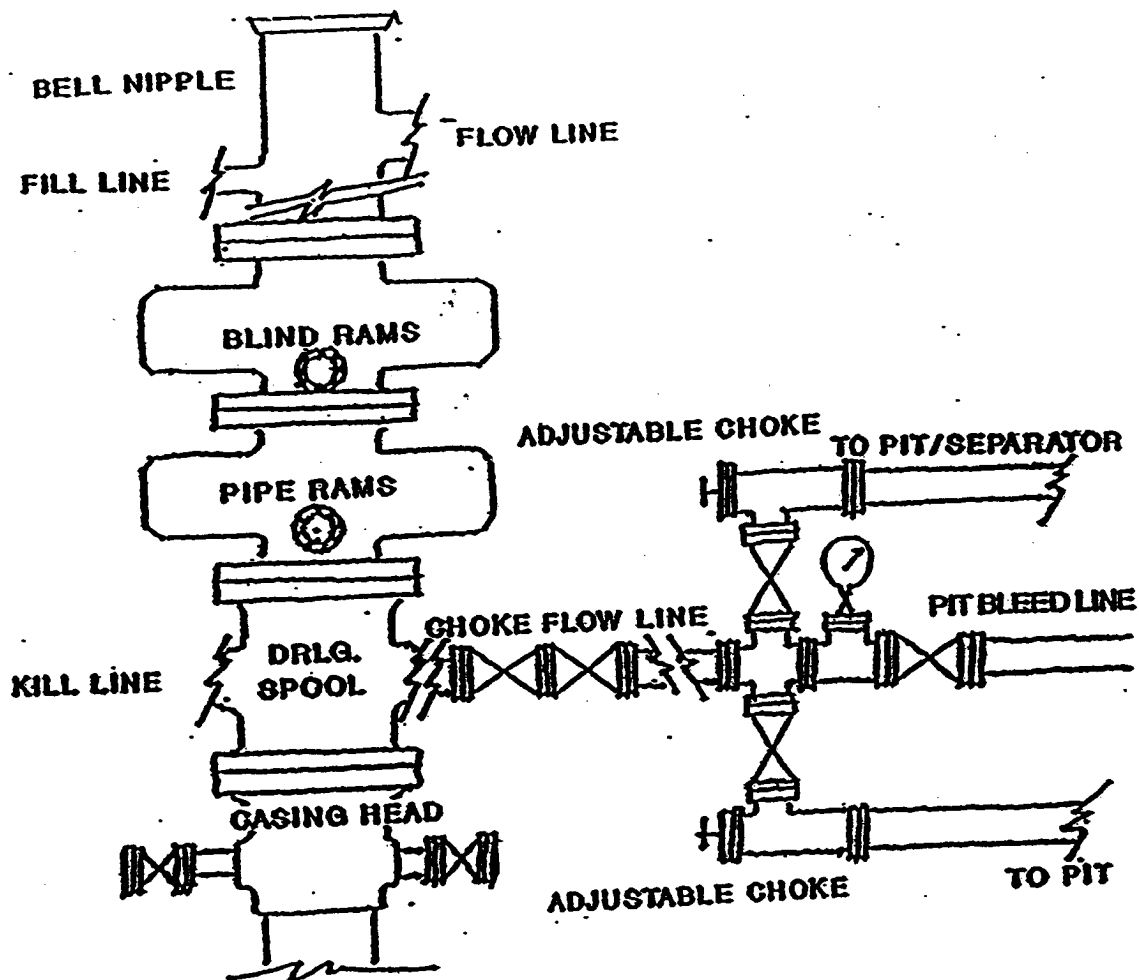 BELL NIPPLE
FLOW LINE
FILL LINE
BLIND RAMS
ADJUSTABLE CHOKE
TO PIT/SEPARATOR
PIPE RAMS
CHOKE FLOW LINE
PIT BLEED LINE
KILL LINE
DRLG.
SPOOL
CASING HEAD
ADJUSTABLE CHOKE
TO PIT